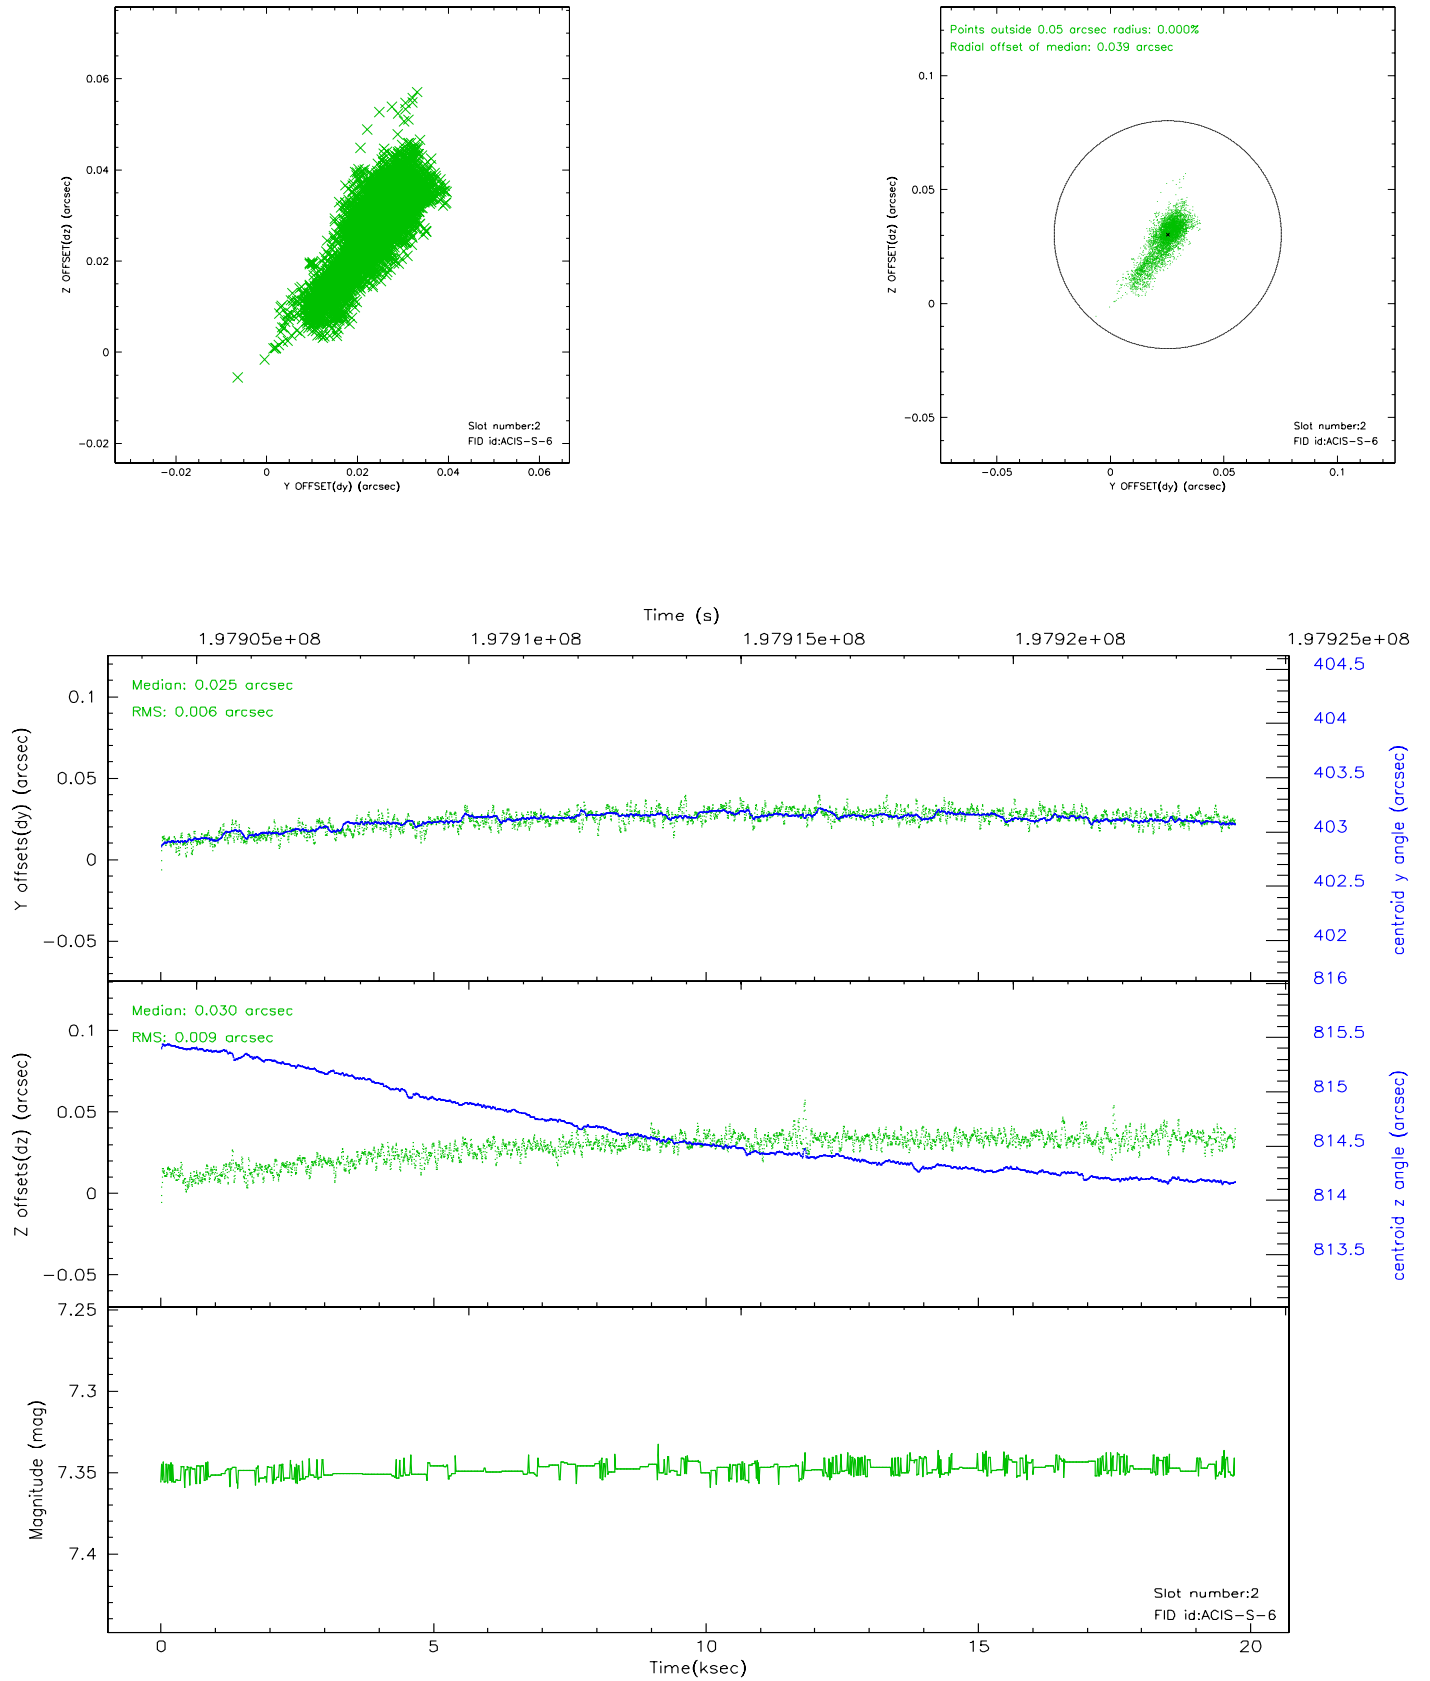 0.06
0.04
0.02
0
-0.02
Z OFFSET(dz) (arcsec)
Slot number:2
FID id:ACIS-S-6
-0.02 0 0.02 0.04 0.06
Y OFFSET(dy) (arcsec)
Points outside 0.05 arcsec radius: 0.000%
Radial offset of median: 0.039 arcsec
0.1
0.05
0
-0.05
Z OFFSET(dz) (arcsec)
Slot number:2
FID id:ACIS-S-6
-0.05 0 0.05 0.1
Y OFFSET(dy) (arcsec)
Time (s)
1.97905e+08 1.9791e+08 1.97915e+08 1.9792e+08 1.97925e+08
Median: 0.025 arcsec
RMS: 0.006 arcsec
0.1
0.05
0
-0.05
Y offsets(dy) (arcsec)
404.5
404
403.5
403
402.5
402
centroid y angle (arcsec)
Median: 0.030 arcsec
RMS: 0.009 arcsec
0.1
0.05
0
-0.05
Z offsets(dz) (arcsec)
816
815.5
815
814.5
814
813.5
centroid z angle (arcsec)
7.25
7.3
7.35
7.4
Magnitude (mag)
Slot number:2
FID id:ACIS-S-6
0 5 10 15 20
Time(ksec)